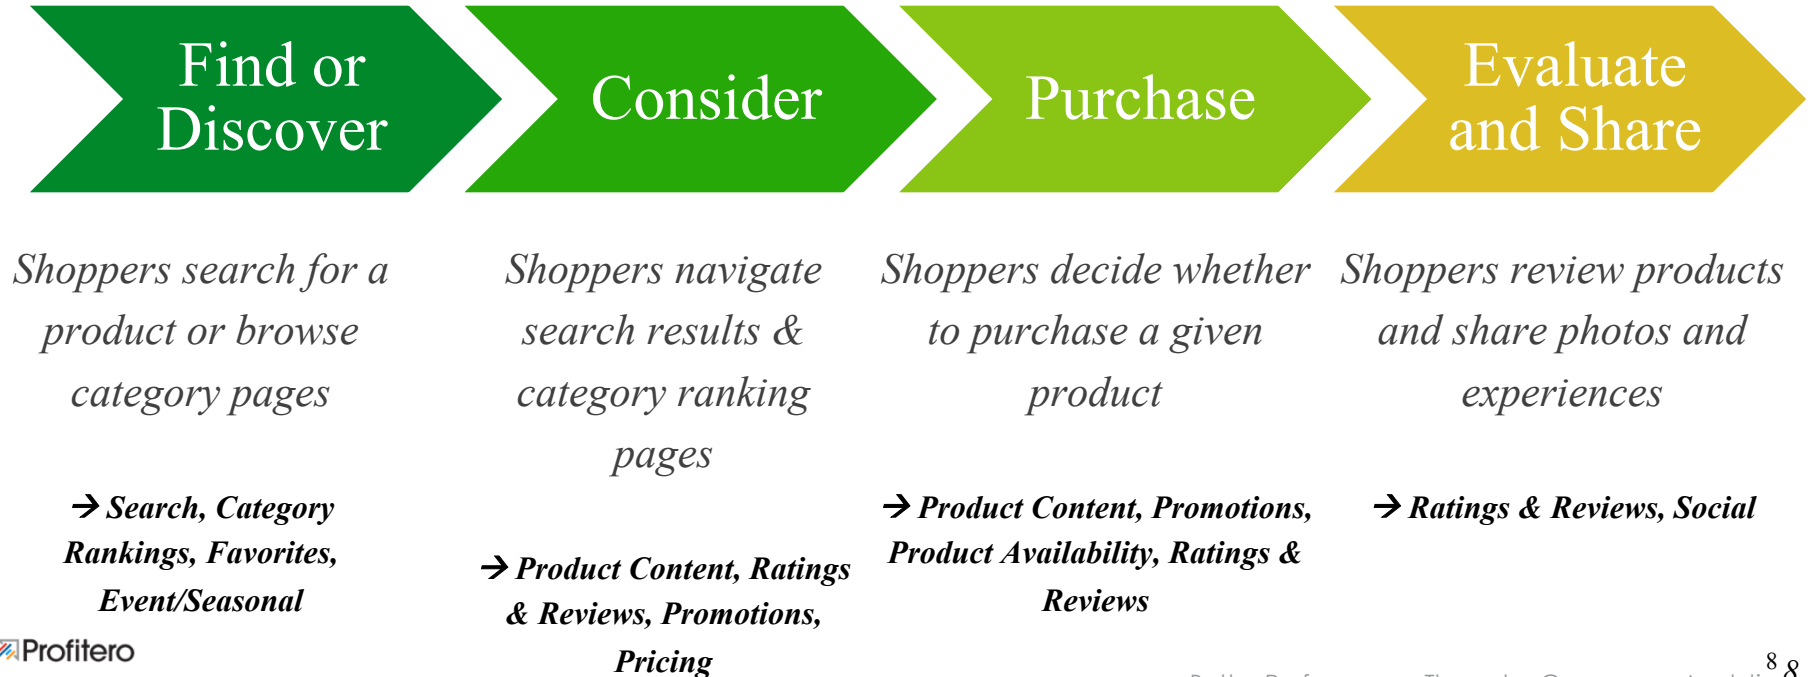 Find or
Discover
Consider
Purchase
Evaluate
and Share
Shoppers search for a
product or browse
category pages
→ Search, Category
Rankings, Favorites,
Event/Seasonal
Shoppers navigate
search results &
category ranking
pages
→ Product Content, Ratings
& Reviews, Promotions,
Pricing
Shoppers decide whether
to purchase a given
product
→ Product Content, Promotions,
Product Availability, Ratings &
Reviews
Shoppers review products
and share photos and
experiences
→ Ratings & Reviews, Social
Profitero
8 8